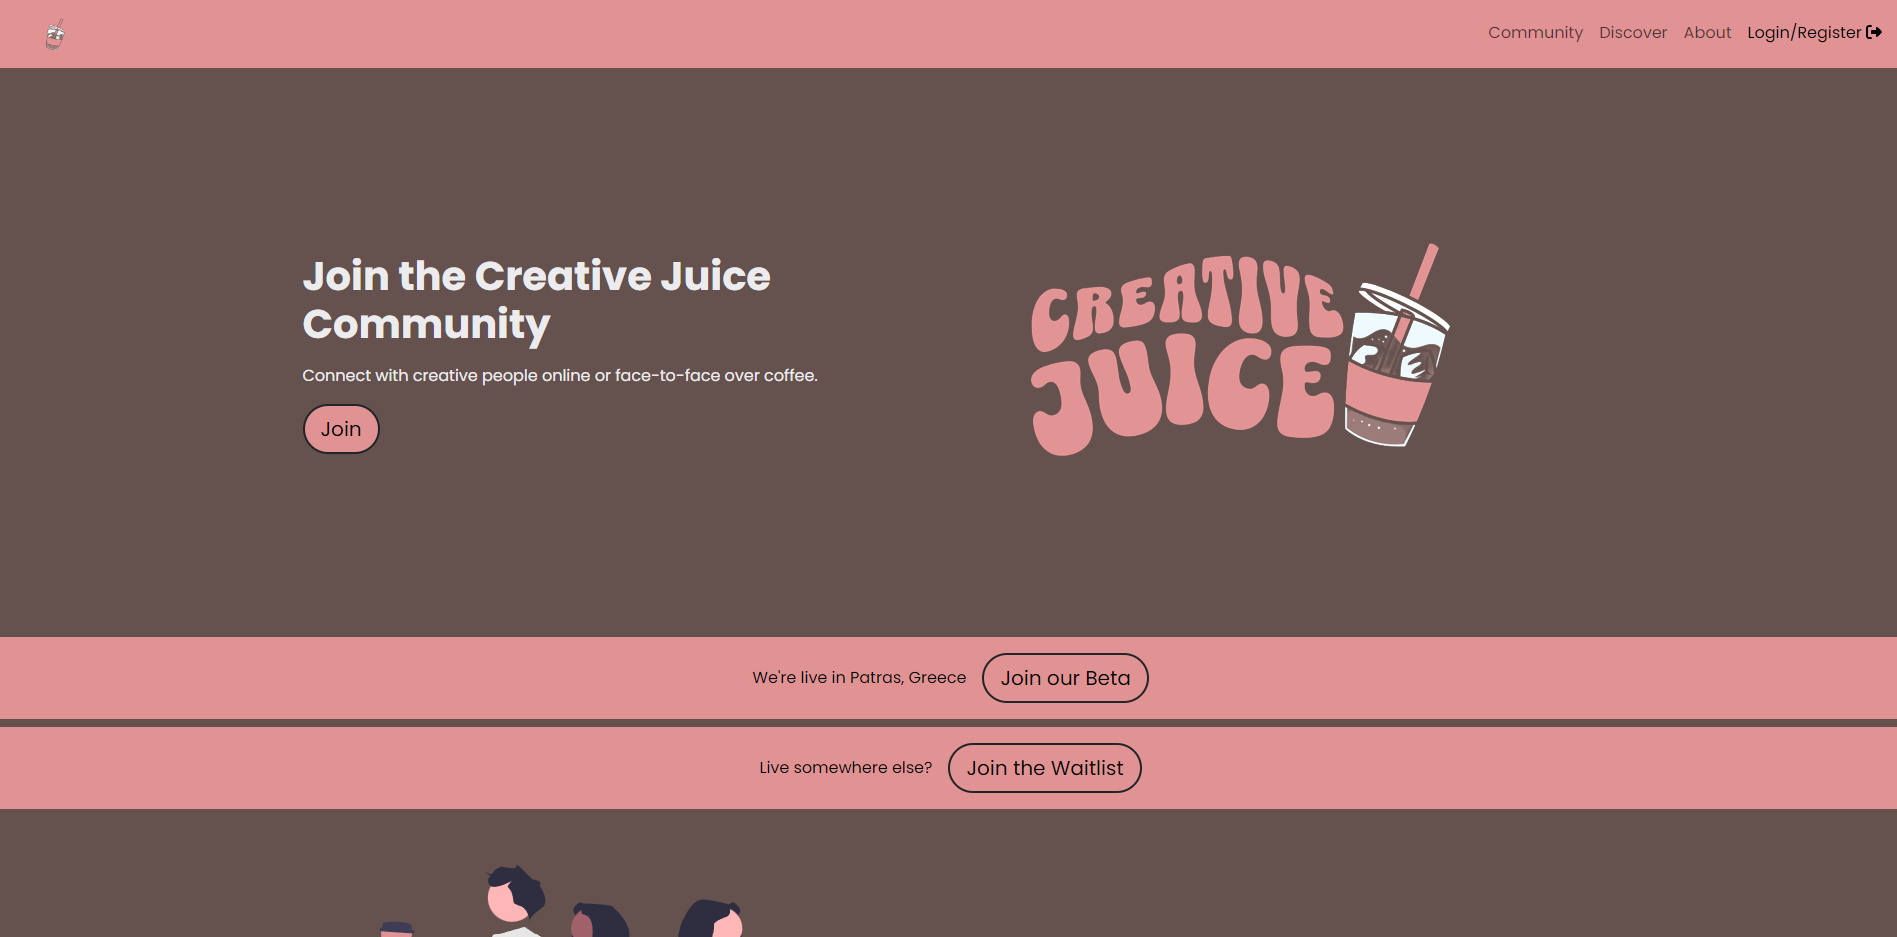 Community Discover About Login/Register
Join the Creative Juice
Community
Connect with creative people online or face-to-face over coffee.
Join
CREATIVE
JUICE
We're live in Patras, Greece Join our Beta
Live somewhere else? Join the Waitlist